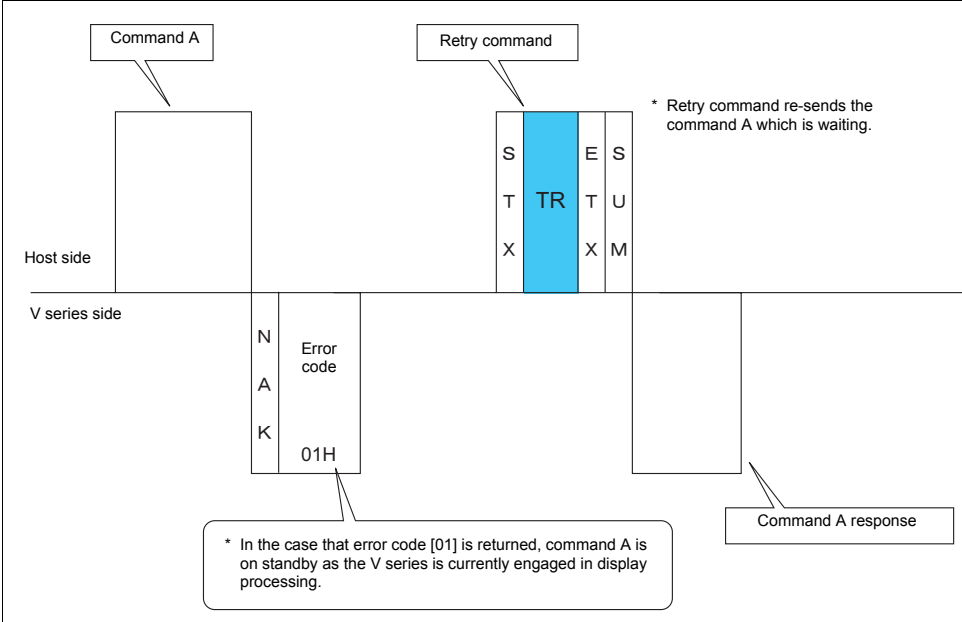 Command A
Retry command
* Retry command re-sends the
command A which is waiting.
S T X
TR
E T X
S U M
Host side
V series side
N A K
Error
code
01H
* In the case that error code [01] is returned, command A is
on standby as the V series is currently engaged in display
processing.
Command A response